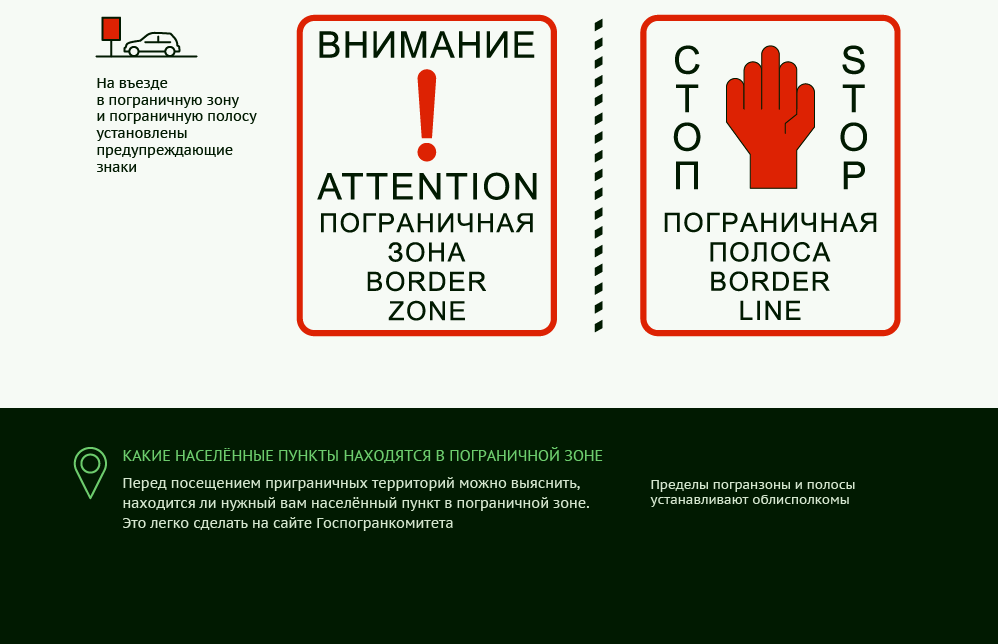 На въезде
в пограничную зону
и пограничную полосу
установлены
предупреждающие
знаки
ВНИМАНИЕ
!
ATTENTION
ПОГРАНИЧНАЯ
ЗОНА
BORDER
ZONE
СТОП
STOP
ПОГРАНИЧНАЯ
ПОЛОСА
BORDER
LINE
КАКИЕ НАСЕЛЁННЫЕ ПУНКТЫ НАХОДЯТСЯ В ПОГРАНИЧНОЙ ЗОНЕ
Перед посещением приграничных территорий можно выяснить,
находится ли нужный вам населённый пункт в пограничной зоне.
Это легко сделать на сайте Госпогранкомитета
Пределы погранзоны и полосы
устанавливают облисполкомы